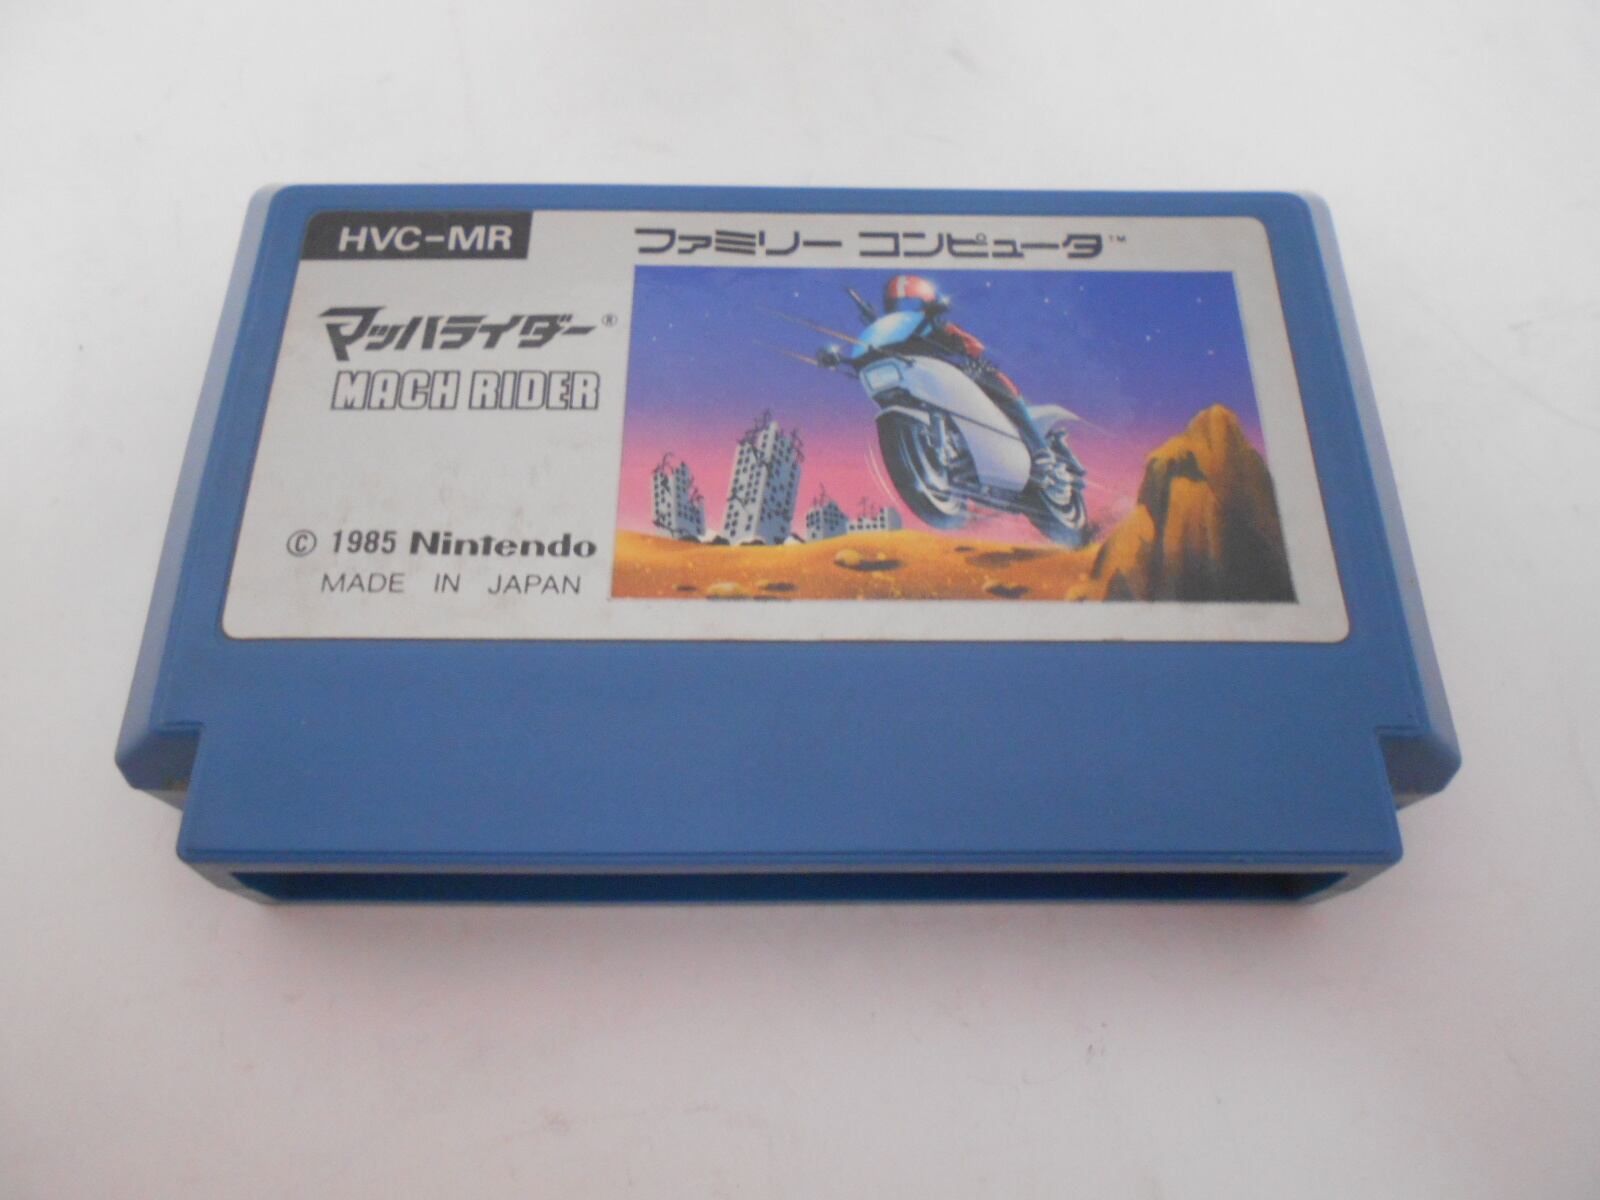 HVC-MR
ファミリー コンピュータ™
マッハライダー®
MACH RIDER
© 1985 Nintendo
MADE IN JAPAN